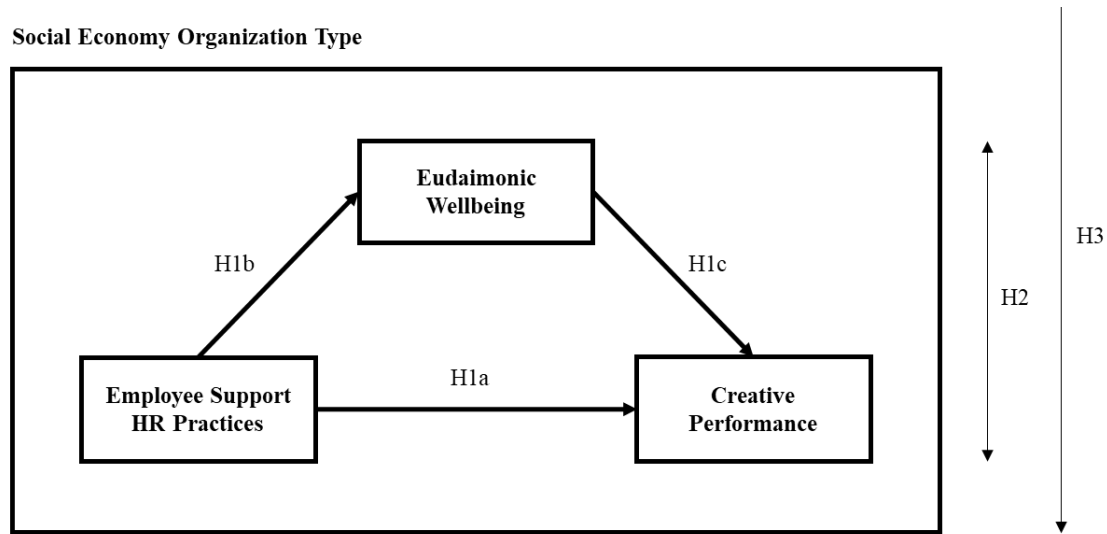 Social Economy Organization Type
Eudaimonic
Wellbeing
H1b
H1c
H3
H2
H1a
Employee Support
HR Practices
Creative
Performance